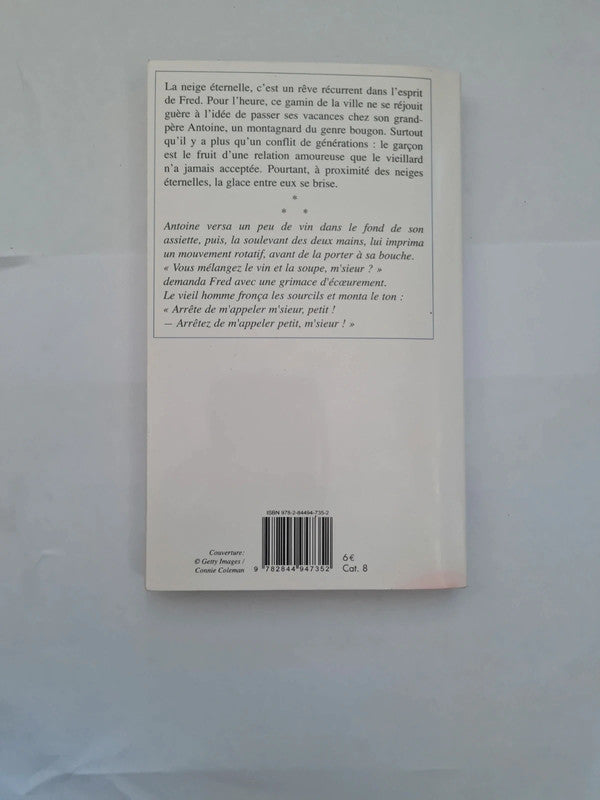 La neige éternelle, c'est un rêve récurrent dans l'esprit
de Fred. Pour l'heure, ce gamin de la ville ne se réjouit
guère à l'idée de passer ses vacances chez son grand-
père Antoine, un montagnard du genre bougon. Surtout
qu'il y a plus qu'un conflit de générations : le garçon
est le fruit d'une relation amoureuse que le vieillard
n'a jamais acceptée. Pourtant, à proximité des neiges
éternelles, la glace entre eux se brise.
*
* *
Antoine versa un peu de vin dans le fond de son
assiette, puis, la soulevant des deux mains, lui imprima
un mouvement rotatif, avant de la porter à sa bouche.
« Vous mélangez le vin et la soupe, m'sieur ? »
demanda Fred avec une grimace d'écœurement.
Le vieil homme fronça les sourcils et monta le ton :
« Arrête de m'appeler m'sieur, petit !
— Arrêtez de m'appeler petit, m'sieur ! »
ISBN 978-2-84494-735-2
Couverture:
© Getty Images /
Connie Coleman
9 782844 947352
6 €
Cat. 8